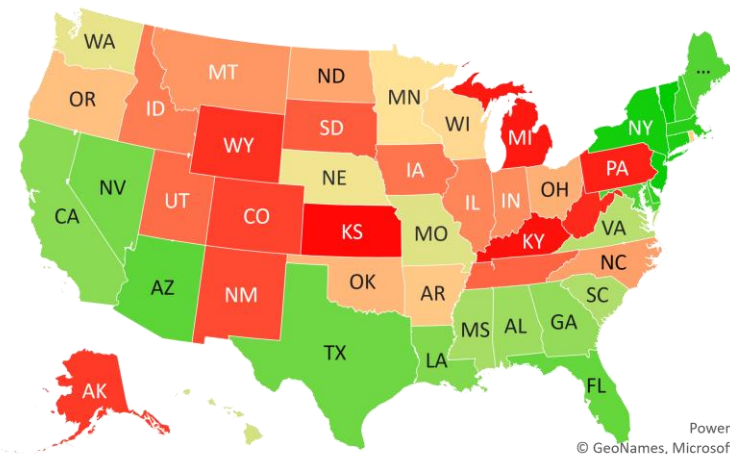 WA
MT
ND
MN
OR
ID
SD
WI
MI
NY
...
WY
NE
IA
PA
NV
UT
CO
IL
IN
OH
CA
KS
MO
KY
VA
AZ
NM
OK
AR
NC
SC
TX
MS
AL
GA
LA
FL
AK
Power
© GeoNames, Microsof